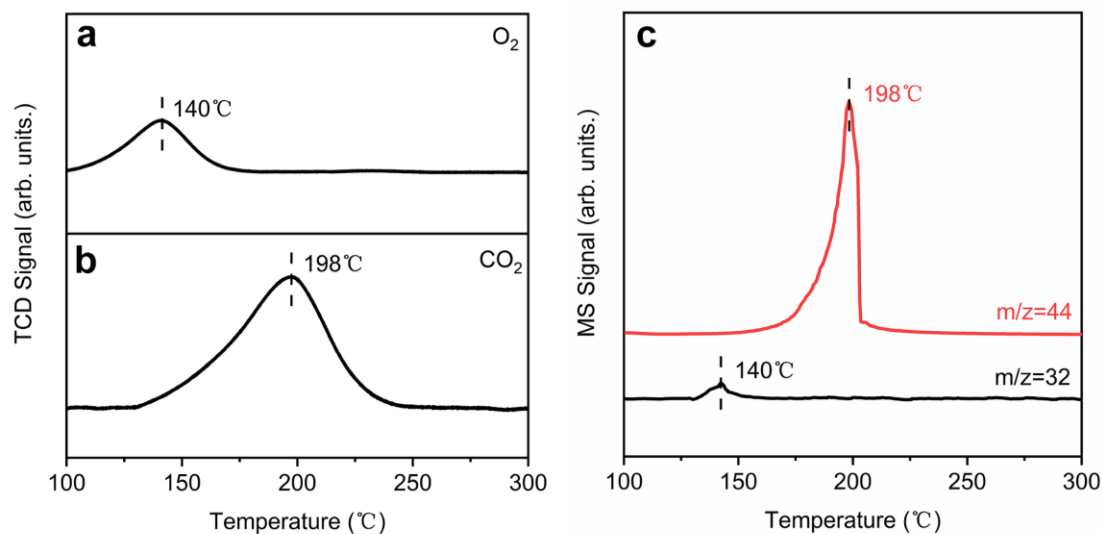 a
O₂
140℃
b
CO₂
198℃
TCD Signal (arb. units.)
100 150 200 250 300
Temperature (℃)
c
198℃
m/z=44
140℃
m/z=32
MS Signal (arb. units.)
100 150 200 250 300
Temperature (℃)